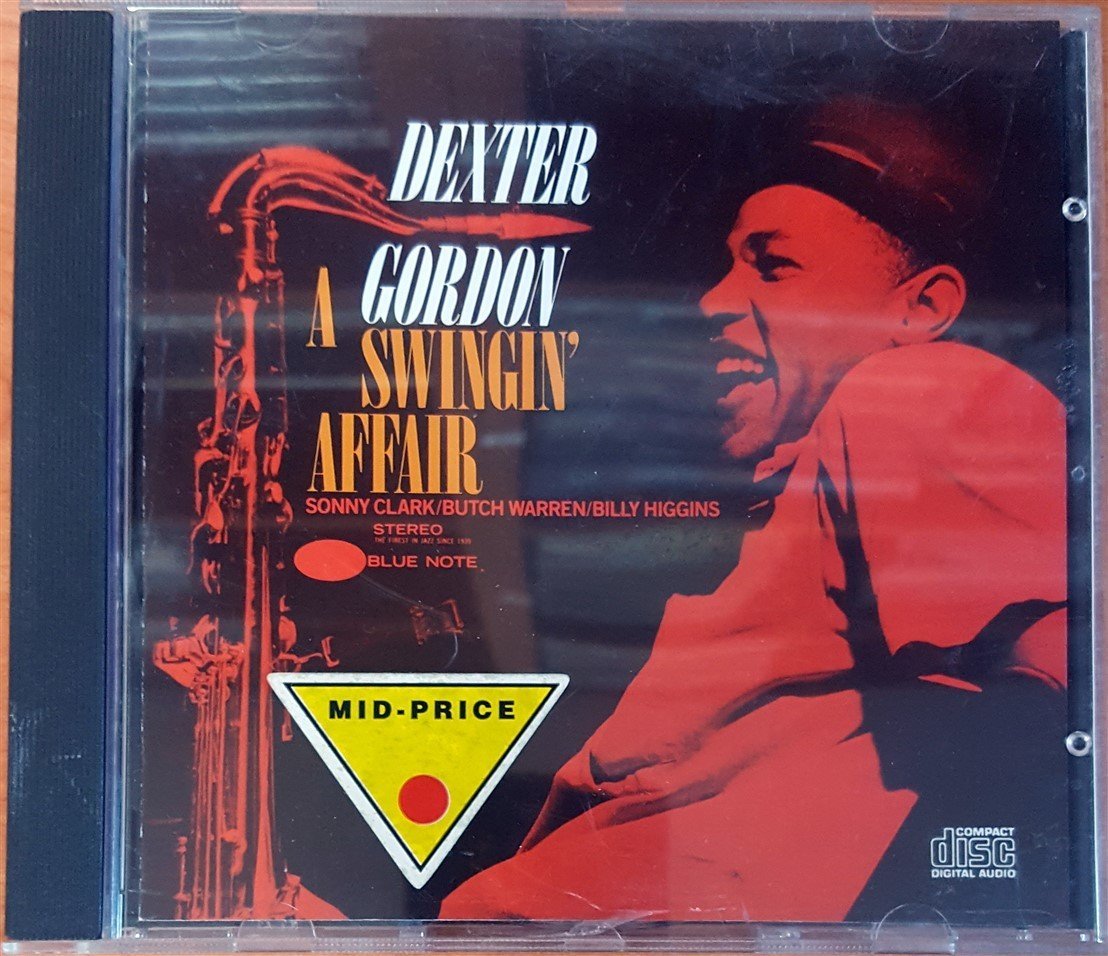 DEXTER
GORDON
A
SWINGIN'
AFFAIR
SONNY CLARK/BUTCH WARREN/BILLY HIGGINS
STEREO
THE FINEST IN JAZZ SINCE 1939
BLUE NOTE
MID-PRICE
COMPACT
disc
DIGITAL AUDIO